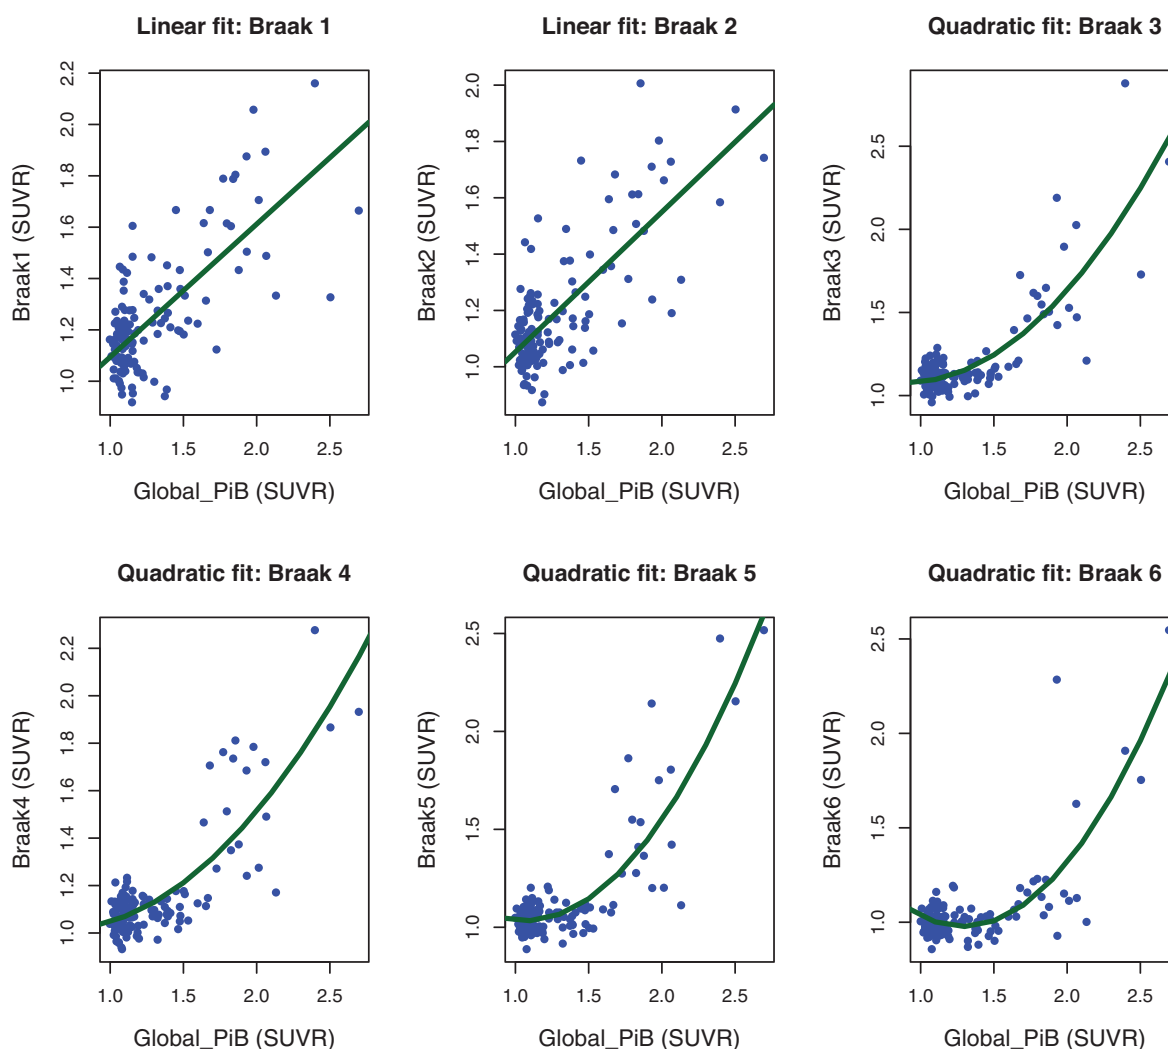 Linear fit: Braak 1
Linear fit: Braak 2
Quadratic fit: Braak 3
Braak1 (SUVR)
1.0 1.2 1.4 1.6 1.8 2.0 2.2
1.0 1.5 2.0 2.5
Global_PiB (SUVR)
Braak2 (SUVR)
1.0 1.2 1.4 1.6 1.8 2.0
1.0 1.5 2.0 2.5
Global_PiB (SUVR)
Braak3 (SUVR)
1.0 1.5 2.0 2.5
1.0 1.5 2.0 2.5
Global_PiB (SUVR)
Quadratic fit: Braak 4
Quadratic fit: Braak 5
Quadratic fit: Braak 6
Braak4 (SUVR)
1.0 1.2 1.4 1.6 1.8 2.0 2.2
1.0 1.5 2.0 2.5
Global_PiB (SUVR)
Braak5 (SUVR)
1.0 1.5 2.0 2.5
1.0 1.5 2.0 2.5
Global_PiB (SUVR)
Braak6 (SUVR)
1.0 1.5 2.0 2.5
1.0 1.5 2.0 2.5
Global_PiB (SUVR)